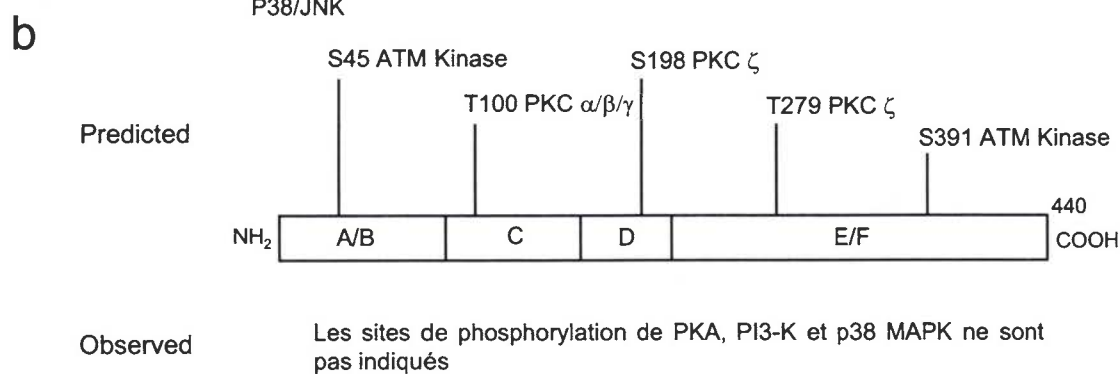 P38/JNK
b
S45 ATM Kinase
S198 PKC ζ
T100 PKC α/β/γ
T279 PKC ζ
Predicted
S391 ATM Kinase
440
NH₂
A/B
C
D
E/F
COOH
Observed
Les sites de phosphorylation de PKA, PI3-K et p38 MAPK ne sont
pas indiqués